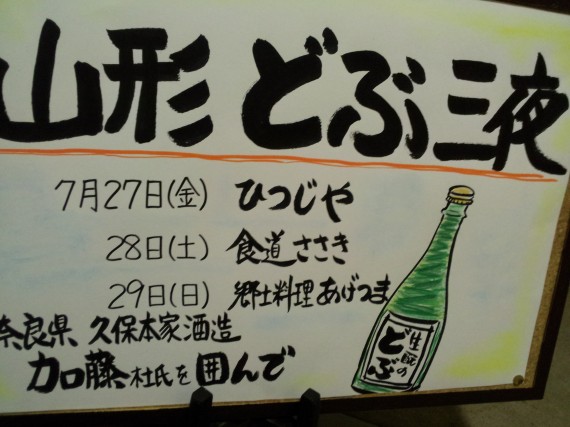 山形 どぶ三夜
7月27日(金) ひつじや
28日(土) 食道ささき
29日(日) 郷土料理あげつま
奈良県 久保本家酒造
加藤杜氏を囲んで
生酛の
どぶ